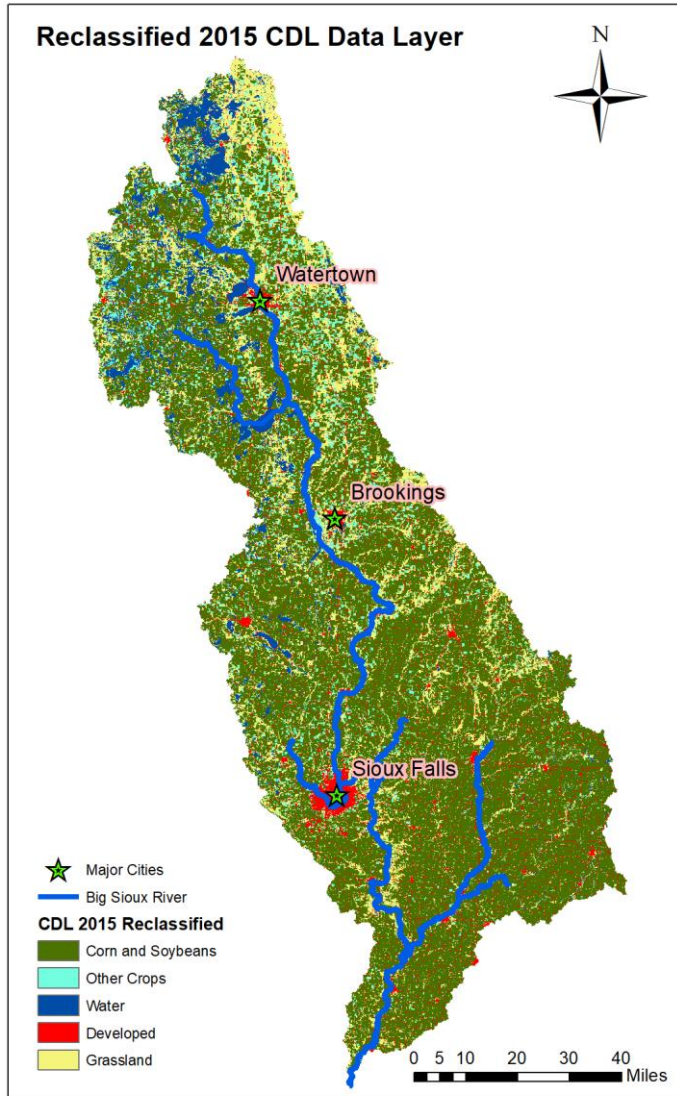 Reclassified 2015 CDL Data Layer
N
Watertown
Brookings
Sioux Falls
Major Cities
Big Sioux River
CDL 2015 Reclassified
Corn and Soybeans
Other Crops
Water
Developed
Grassland
0 5 10 20 30 40
Miles